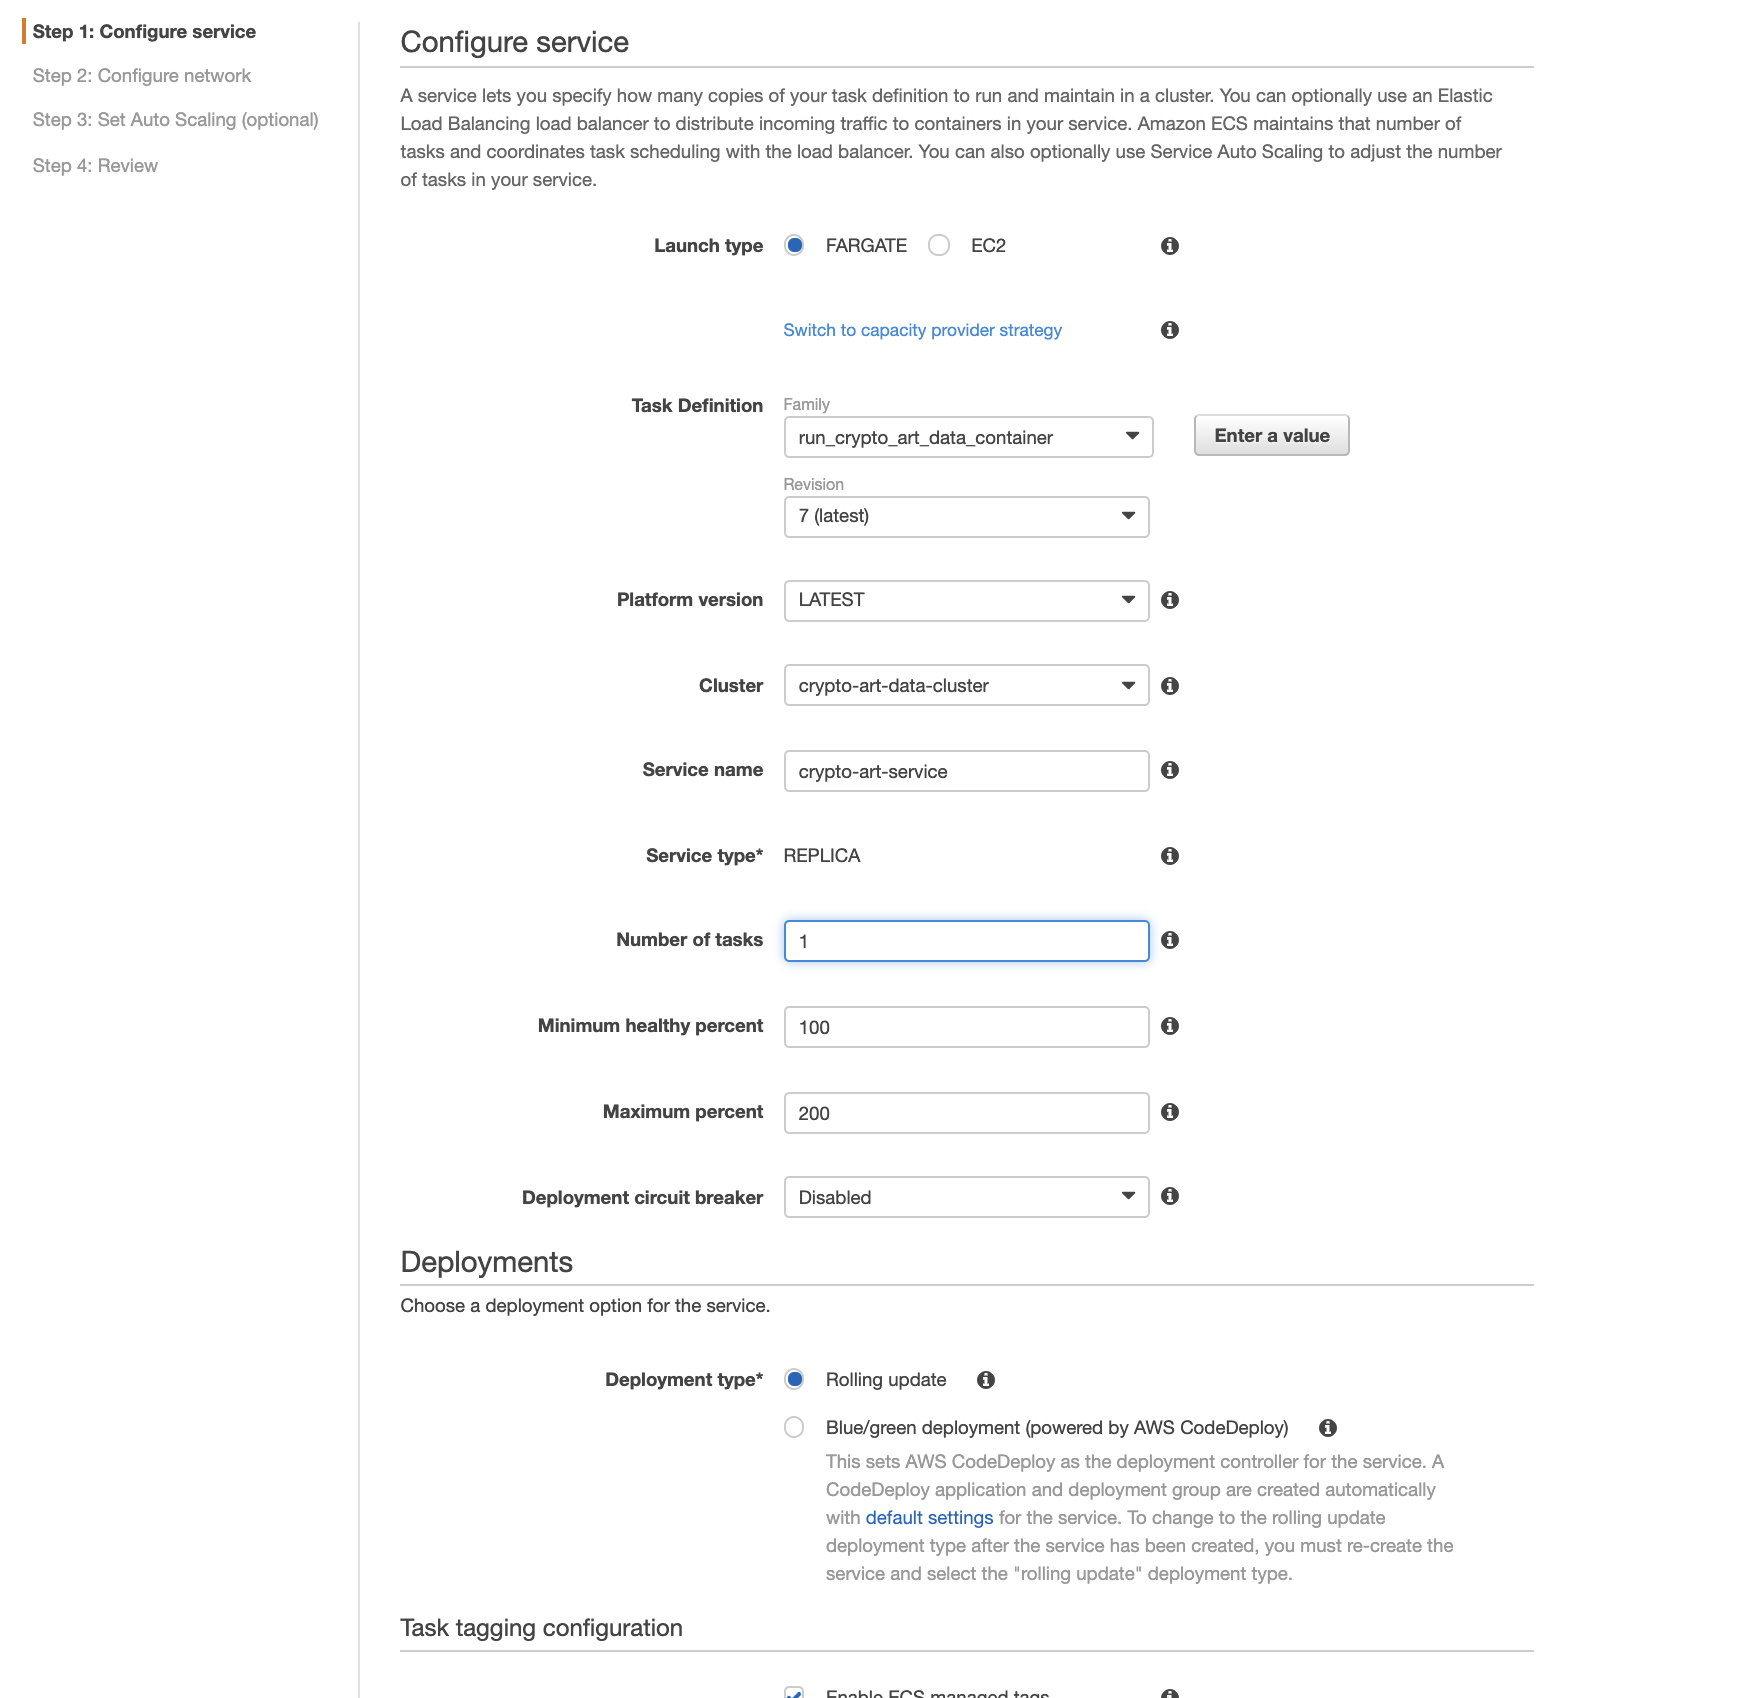 Step 1: Configure service
Step 2: Configure network
Step 3: Set Auto Scaling (optional)
Step 4: Review
Configure service
A service lets you specify how many copies of your task definition to run and maintain in a cluster. You can optionally use an Elastic
Load Balancing load balancer to distribute incoming traffic to containers in your service. Amazon ECS maintains that number of
tasks and coordinates task scheduling with the load balancer. You can also optionally use Service Auto Scaling to adjust the number
of tasks in your service.
Launch type FARGATE EC2
Switch to capacity provider strategy
Task Definition Family
run_crypto_art_data_container Enter a value
Revision
7 (latest)
Platform version LATEST
Cluster crypto-art-data-cluster
Service name crypto-art-service
Service type* REPLICA
Number of tasks 1
Minimum healthy percent 100
Maximum percent 200
Deployment circuit breaker Disabled
Deployments
Choose a deployment option for the service.
Deployment type* Rolling update
Blue/green deployment (powered by AWS CodeDeploy)
This sets AWS CodeDeploy as the deployment controller for the service. A
CodeDeploy application and deployment group are created automatically
with default settings for the service. To change to the rolling update
deployment type after the service has been created, you must re-create the
service and select the "rolling update" deployment type.
Task tagging configuration
Enable ECS managed tags